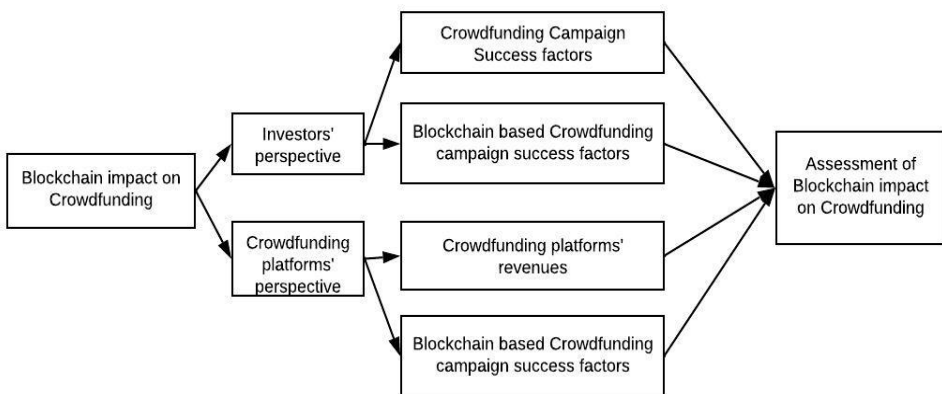 Blockchain impact on
Crowdfunding
Investors'
perspective
Crowdfunding
platforms'
perspective
Crowdfunding Campaign
Success factors
Blockchain based Crowdfunding
campaign success factors
Crowdfunding platforms'
revenues
Blockchain based Crowdfunding
campaign success factors
Assessment of
Blockchain impact
on Crowdfunding